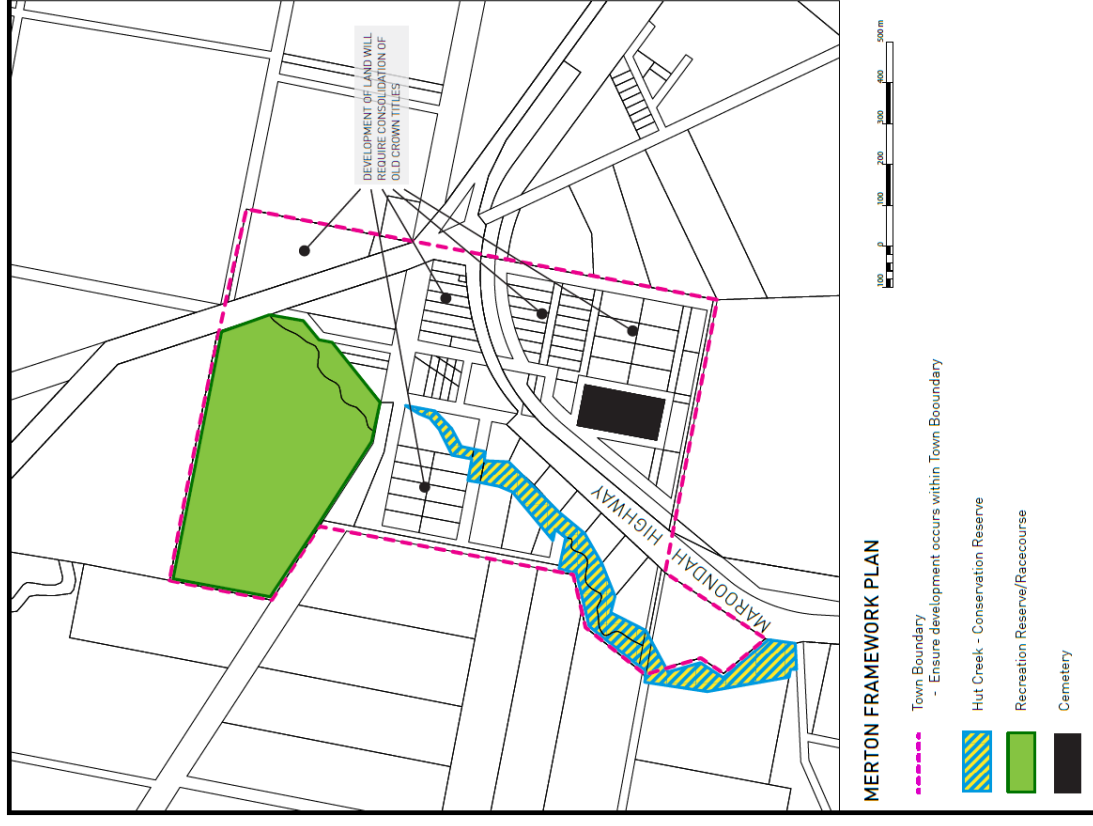 DEVELOPMENT OF LAND WILL
REQUIRE CONSOLIDATION OF
OLD CROWN TITLES
MAROONDAH HIGHWAY
MERTON FRAMEWORK PLAN
100 0 100 200 300 400 500 m
Town Boundary
- Ensure development occurs within Town Booundary
Hut Creek - Conservation Reserve
Recreation Reserve/Racecourse
Cemetery